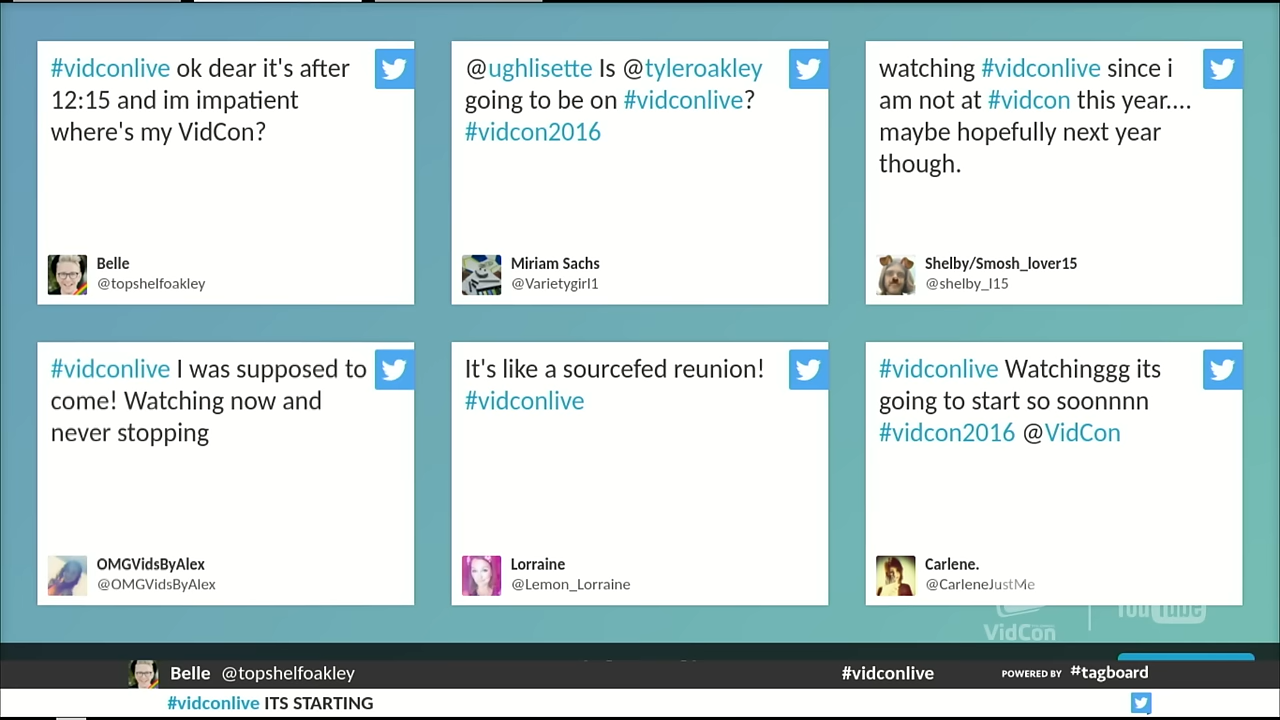 #vidconlive ok dear it's after
12:15 and im impatient
where's my VidCon?
Belle
@topshelfoakley
@ughlisette Is @tyleroakley
going to be on #vidconlive?
#vidcon2016
Miriam Sachs
@Varietygirl1
watching #vidconlive since i
am not at #vidcon this year....
maybe hopefully next year
though.
Shelby/Smosh_lover15
@shelby_l15
#vidconlive I was supposed to
come! Watching now and
never stopping
OMGVidsByAlex
@OMGVidsByAlex
It's like a sourcefed reunion!
#vidconlive
Lorraine
@Lemon_Lorraine
#vidconlive Watchinggg its
going to start so soonnnn
#vidcon2016 @VidCon
Carlene.
@CarleneJustMe
VidCon
YouTube
Belle @topshelfoakley #vidconlive POWERED BY #tagboard
#vidconlive ITS STARTING